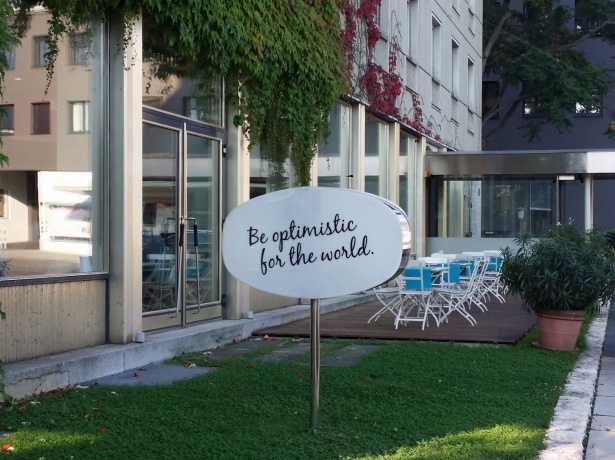 Be optimistic
for the world.